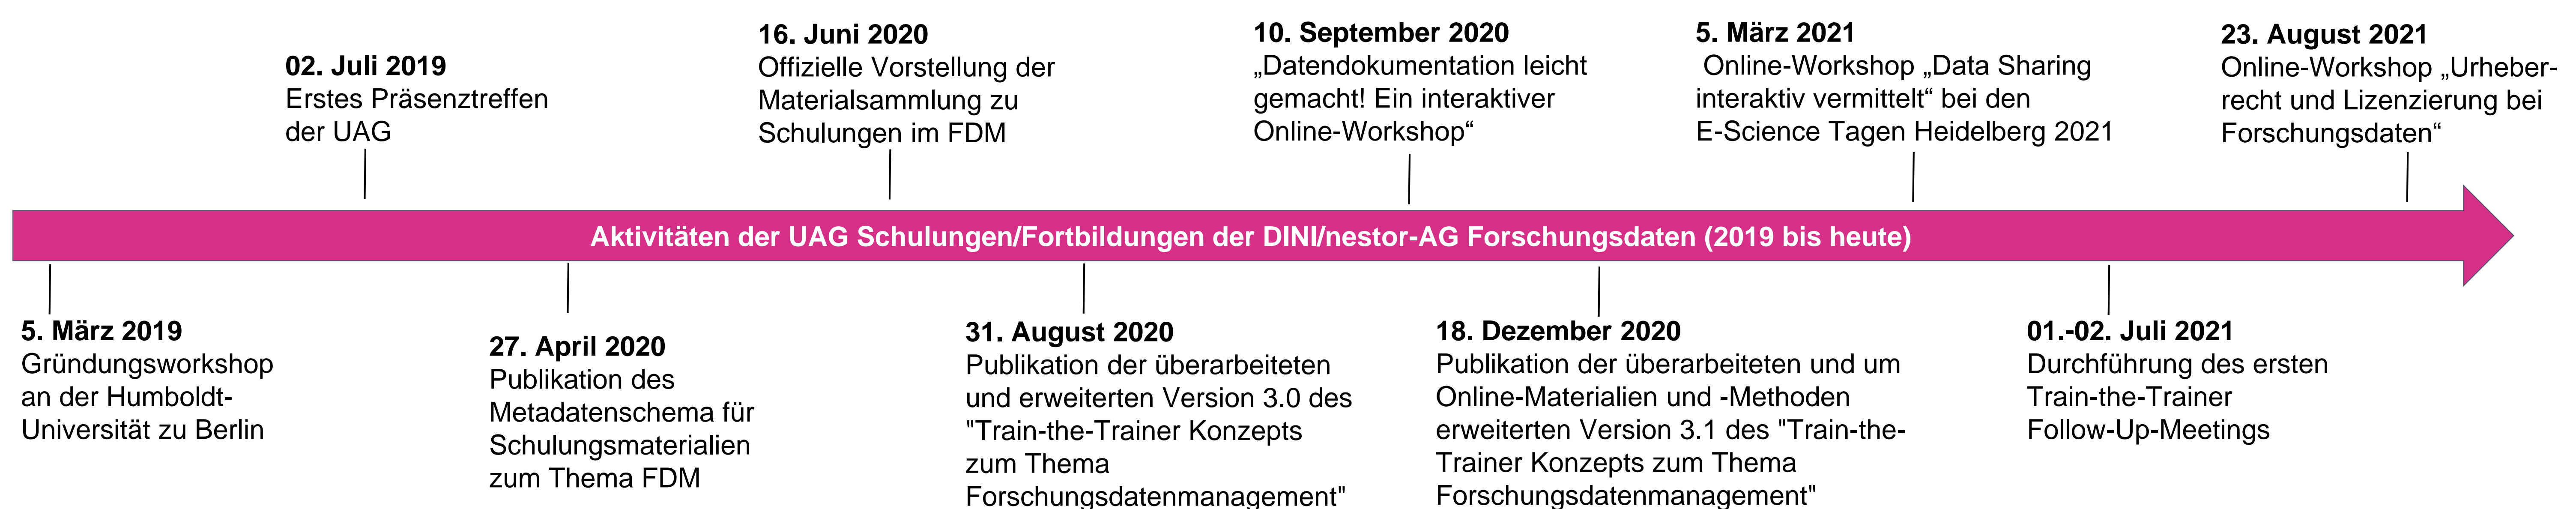 02. Juli 2019
Erstes Präsenztreffen
der UAG
16. Juni 2020
Offizielle Vorstellung der
Materialsammlung zu
Schulungen im FDM
10. September 2020
„Datendokumentation leicht
gemacht! Ein interaktiver
Online-Workshop“
5. März 2021
Online-Workshop „Data Sharing
interaktiv vermittelt“ bei den
E-Science Tagen Heidelberg 2021
23. August 2021
Online-Workshop „Urheber-
recht und Lizenzierung bei
Forschungsdaten“
Aktivitäten der UAG Schulungen/Fortbildungen der DINI/nestor-AG Forschungsdaten (2019 bis heute)
5. März 2019
Gründungsworkshop
an der Humboldt-
Universität zu Berlin
27. April 2020
Publikation des
Metadatenschema für
Schulungsmaterialien
zum Thema FDM
31. August 2020
Publikation der überarbeiteten
und erweiterten Version 3.0 des
"Train-the-Trainer Konzepts
zum Thema
Forschungsdatenmanagement"
18. Dezember 2020
Publikation der überarbeiteten und um
Online-Materialien und -Methoden
erweiterten Version 3.1 des "Train-the-
Trainer Konzepts zum Thema
Forschungsdatenmanagement"
01.-02. Juli 2021
Durchführung des ersten
Train-the-Trainer
Follow-Up-Meetings